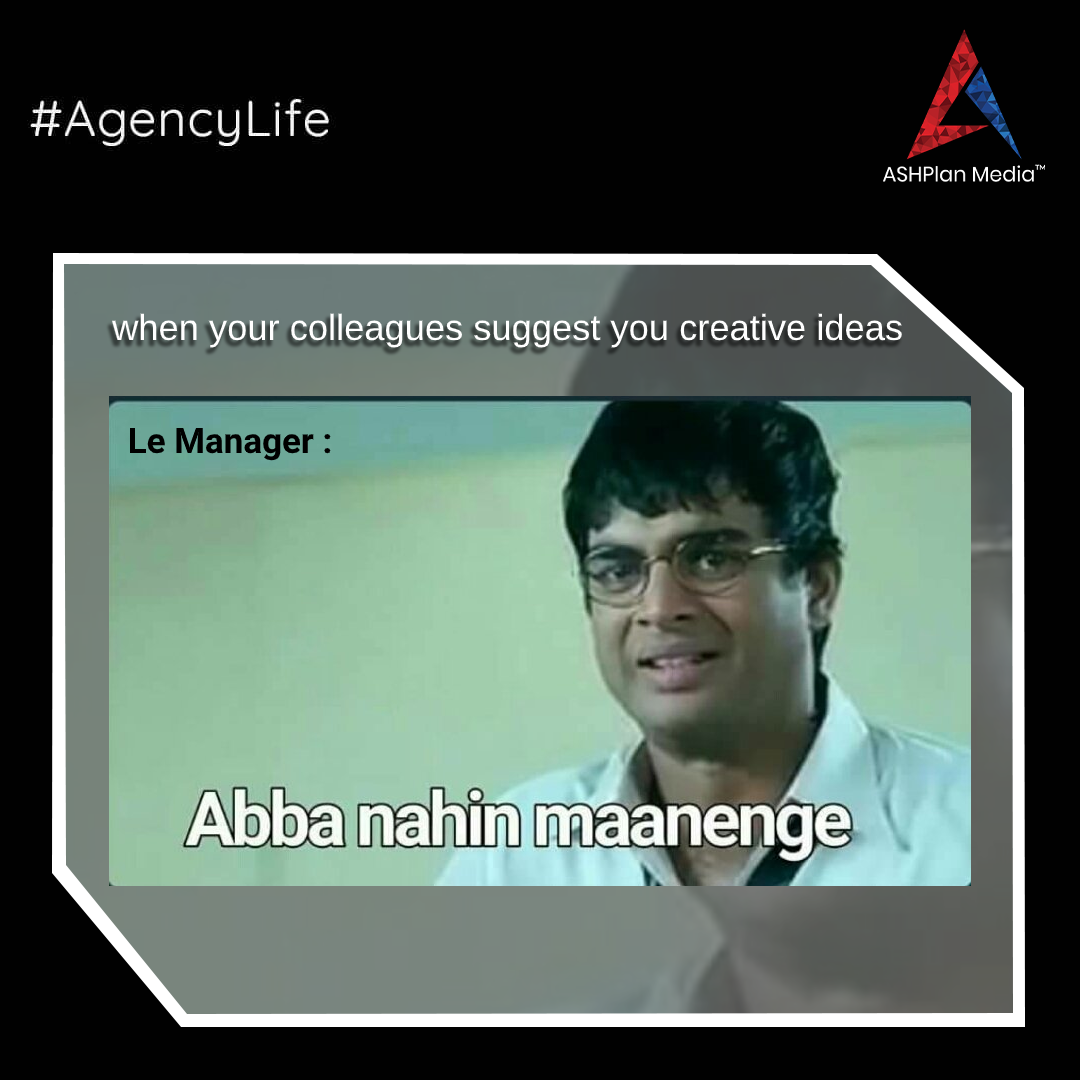 #AgencyLife
ASHPlan Media™
when your colleagues suggest you creative ideas
Le Manager :
Abba nahin maanenge